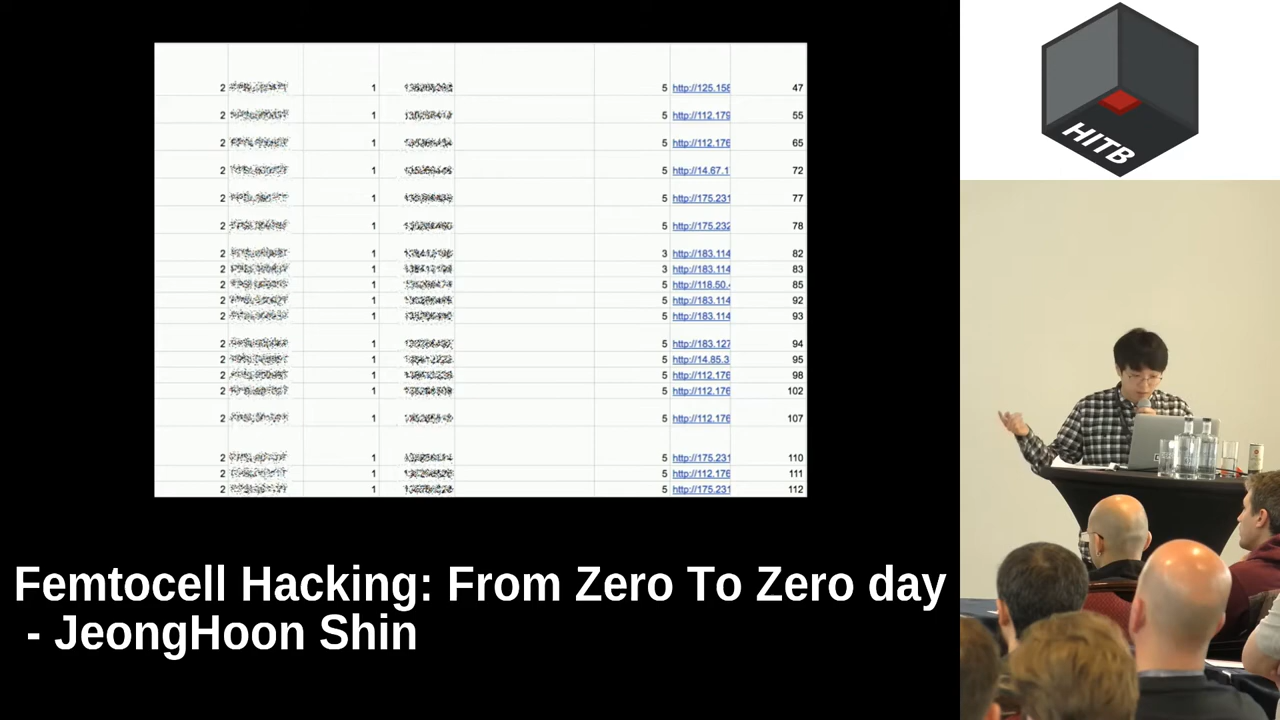 2 1 5 http://125.158 47
2 1 5 http://112.179 55
2 1 5 http://112.176 65
2 1 5 http://14.67.1 72
2 1 5 http://175.231 77
2 1 5 http://175.232 78
2 1 3 http://183.114 82
2 1 3 http://183.114 83
2 1 5 http://118.50. 85
2 1 5 http://183.114 92
2 1 5 http://183.114 93
2 1 5 http://183.127 94
2 1 5 http://14.85.3 95
2 1 5 http://112.176 98
2 1 5 http://112.176 102
2 1 5 http://112.176 107
2 1 5 http://175.231 110
2 1 5 http://112.176 111
2 1 5 http://175.231 112
HITB
Femtocell Hacking: From Zero To Zero day
- JeongHoon Shin